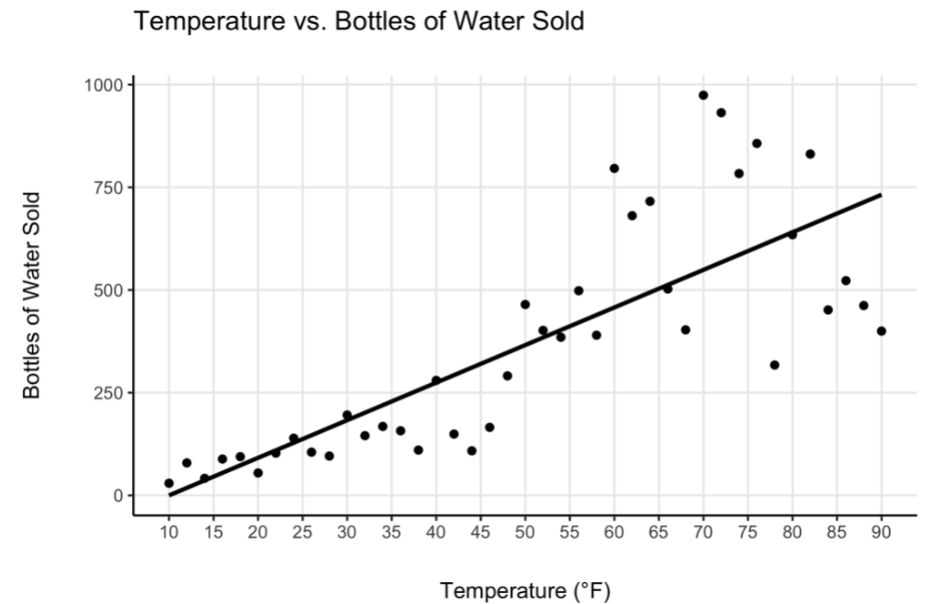 Temperature vs. Bottles of Water Sold
1000
750
500
250
0
Bottles of Water Sold
10 15 20 25 30 35 40 45 50 55 60 65 70 75 80 85 90
Temperature (°F)